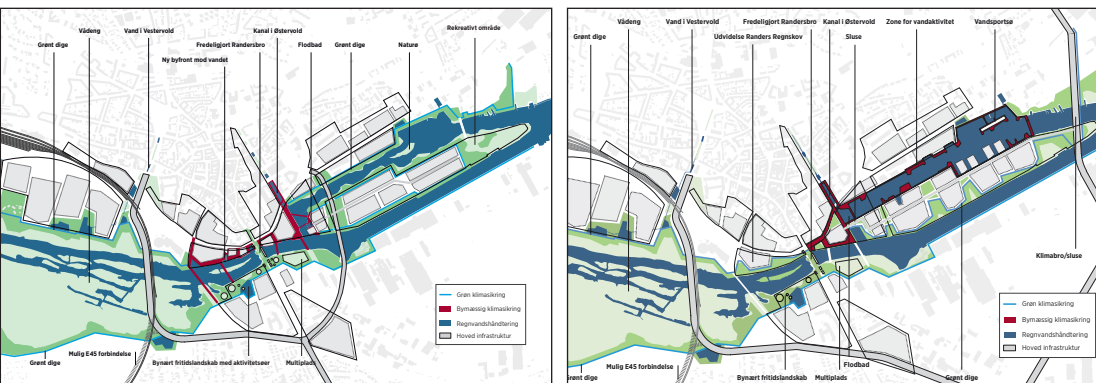 Grønt dige
Vådeng
Vand i Vestervold
Ny byfront mod vandet
Fredeligjort Randersbro
Kanal i Østervold
Flodbad
Grønt dige
Naturø
Rekreativt område
Grøn klimasikring
Bymæssig klimasikring
Regnvandshåndtering
Hoved infrastruktur
Grønt dige
Mulig E45 forbindelse
Bynært fritidslandskab med aktivitetsøer
Multiplads
Grønt dige
Vådeng
Vand i Vestervold
Udvidelse Randers Regnskov
Fredeligjort Randersbro
Kanal i Østervold
Sluse
Zone for vandaktivitet
Vandsportsø
Klimabro/sluse
Grøn klimasikring
Bymæssig klimasikring
Regnvandshåndtering
Hoved infrastruktur
Grønt dige
Mulig E45 forbindelse
Bynært fritidslandskab
Multiplads
Flodbad
Grønt dige